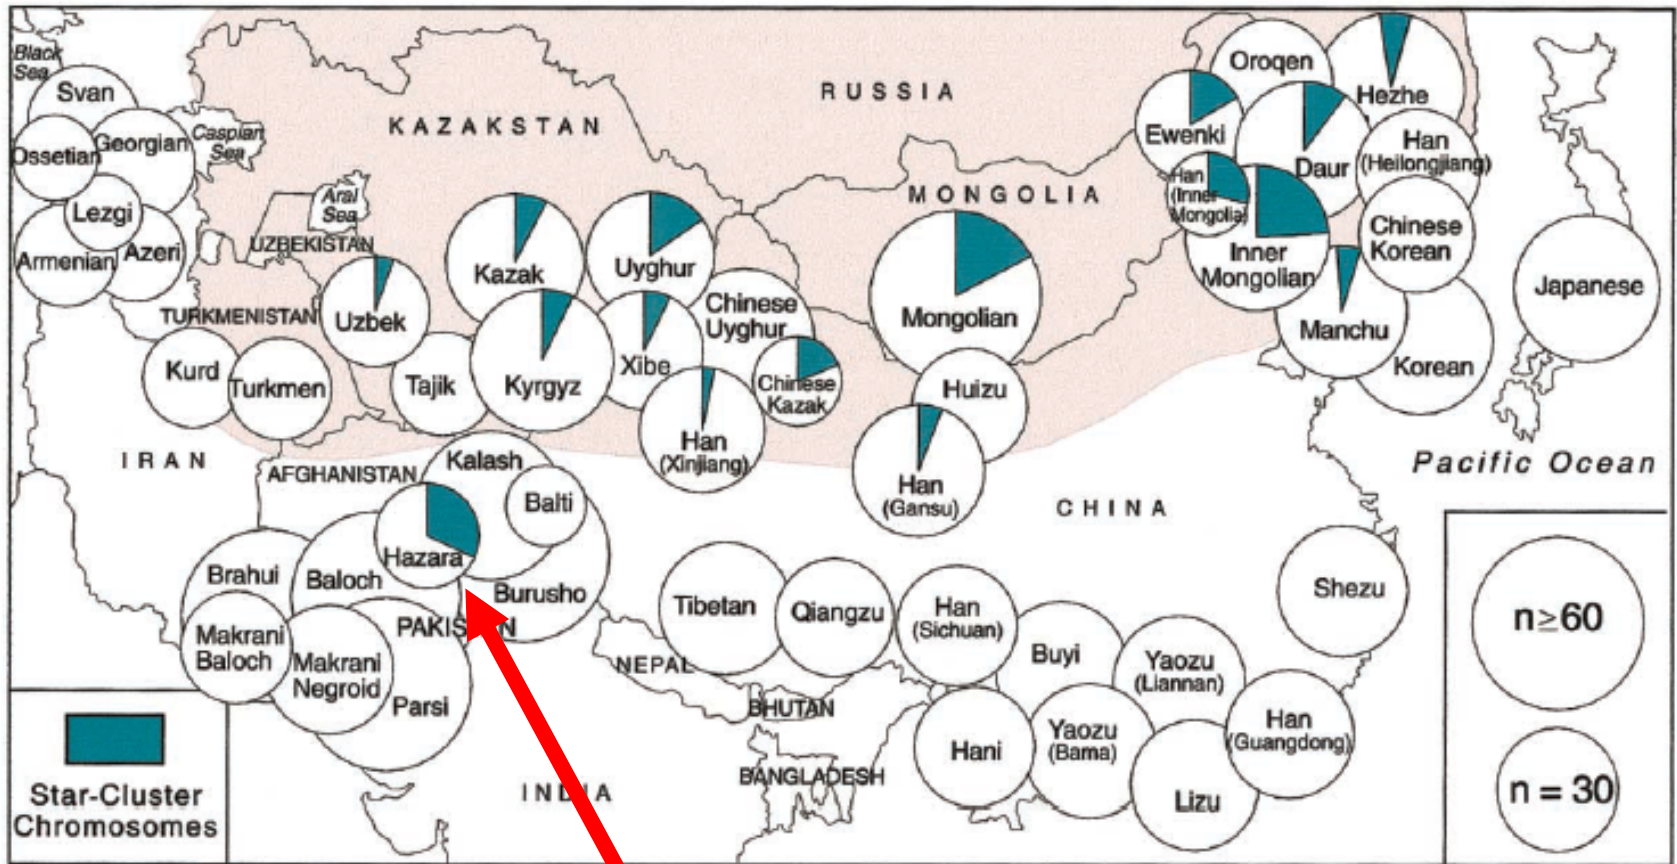 Black
Sea
Svan
Ossetian
Georgian
Caspian
Sea
Lezgi
Armenian
Azeri
KAZAKSTAN
RUSSIA
MONGOLIA
Aral
Sea
UZBEKISTAN
TURKMENISTAN
Uzbek
Kazak
Uyghur
Chinese
Uyghur
Kurd
Turkmen
Tajik
Kyrgyz
Xibe
Chinese
Kazak
Han
(Xinjiang)
Mongolian
Huizu
Han
(Gansu)
Oroqen
Hezhe
Ewenki
Daur
Han
(Heilongjiang)
Han
(Inner
Mongolia)
Inner
Mongolian
Chinese
Korean
Manchu
Korean
Japanese
IRAN
AFGHANISTAN
Kalash
Balti
Hazara
Burusho
Brahui
Baloch
PAKISTAN
Makrani
Baloch
Makrani
Negroid
Parsi
CHINA
Pacific Ocean
Tibetan
Qiangzu
Han
(Sichuan)
Buyi
Yaozu
(Liannan)
Shezu
NEPAL
BHUTAN
BANGLADESH
INDIA
Hani
Yaozu
(Bama)
Lizu
Han
(Guangdong)
Star-Cluster
Chromosomes
n≥60
n = 30